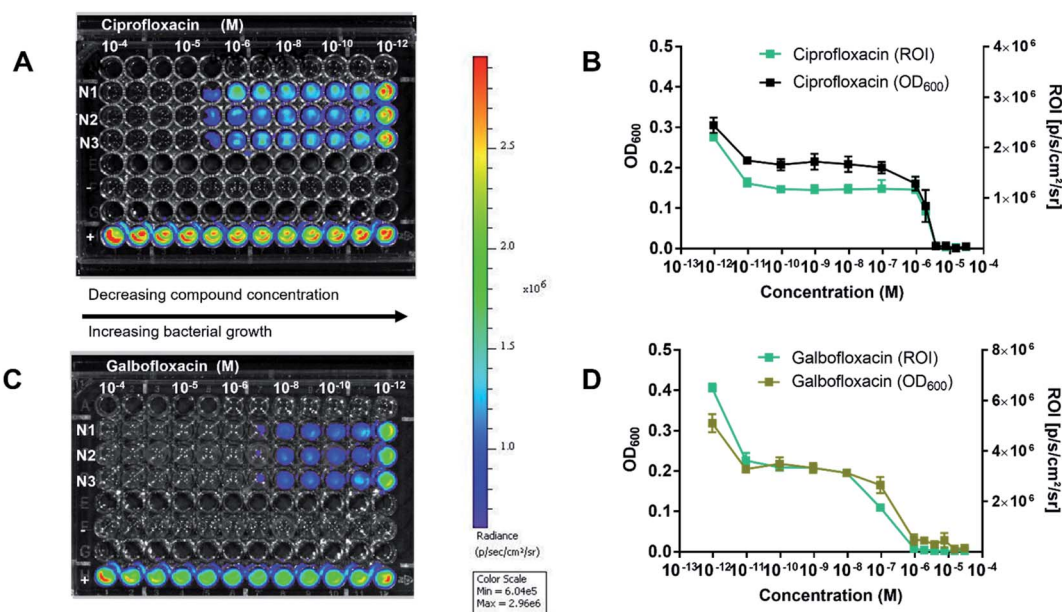 A
Ciprofloxacin (M)
10⁻⁴ 10⁻⁵ 10⁻⁶ 10⁻⁸ 10⁻¹⁰ 10⁻¹²
N1
N2
N3
E
-
G
+
Decreasing compound concentration
Increasing bacterial growth
C
Galbofloxacin (M)
10⁻⁴ 10⁻⁵ 10⁻⁶ 10⁻⁸ 10⁻¹⁰ 10⁻¹²
N1
N2
N3
E
-
G
+
2.5
2.0
x10⁶
1.5
1.0
Radiance
(p/sec/cm²/sr)
Color Scale
Min = 6.04e5
Max = 2.96e6
B
Ciprofloxacin (ROI)
Ciprofloxacin (OD₆₀₀)
OD₆₀₀
0.5
0.4
0.3
0.2
0.1
0.0
4×10⁶
3×10⁶
2×10⁶
1×10⁶
ROI [p/s/cm²/sr]
10⁻¹³ 10⁻¹² 10⁻¹¹ 10⁻¹⁰ 10⁻⁹ 10⁻⁸ 10⁻⁷ 10⁻⁶ 10⁻⁵ 10⁻⁴
Concentration (M)
D
Galbofloxacin (ROI)
Galbofloxacin (OD₆₀₀)
OD₆₀₀
0.5
0.4
0.3
0.2
0.1
0.0
8×10⁶
6×10⁶
4×10⁶
2×10⁶
ROI [p/s/cm²/sr]
10⁻¹³ 10⁻¹² 10⁻¹¹ 10⁻¹⁰ 10⁻⁹ 10⁻⁸ 10⁻⁷ 10⁻⁶ 10⁻⁵ 10⁻⁴
Concentration (M)